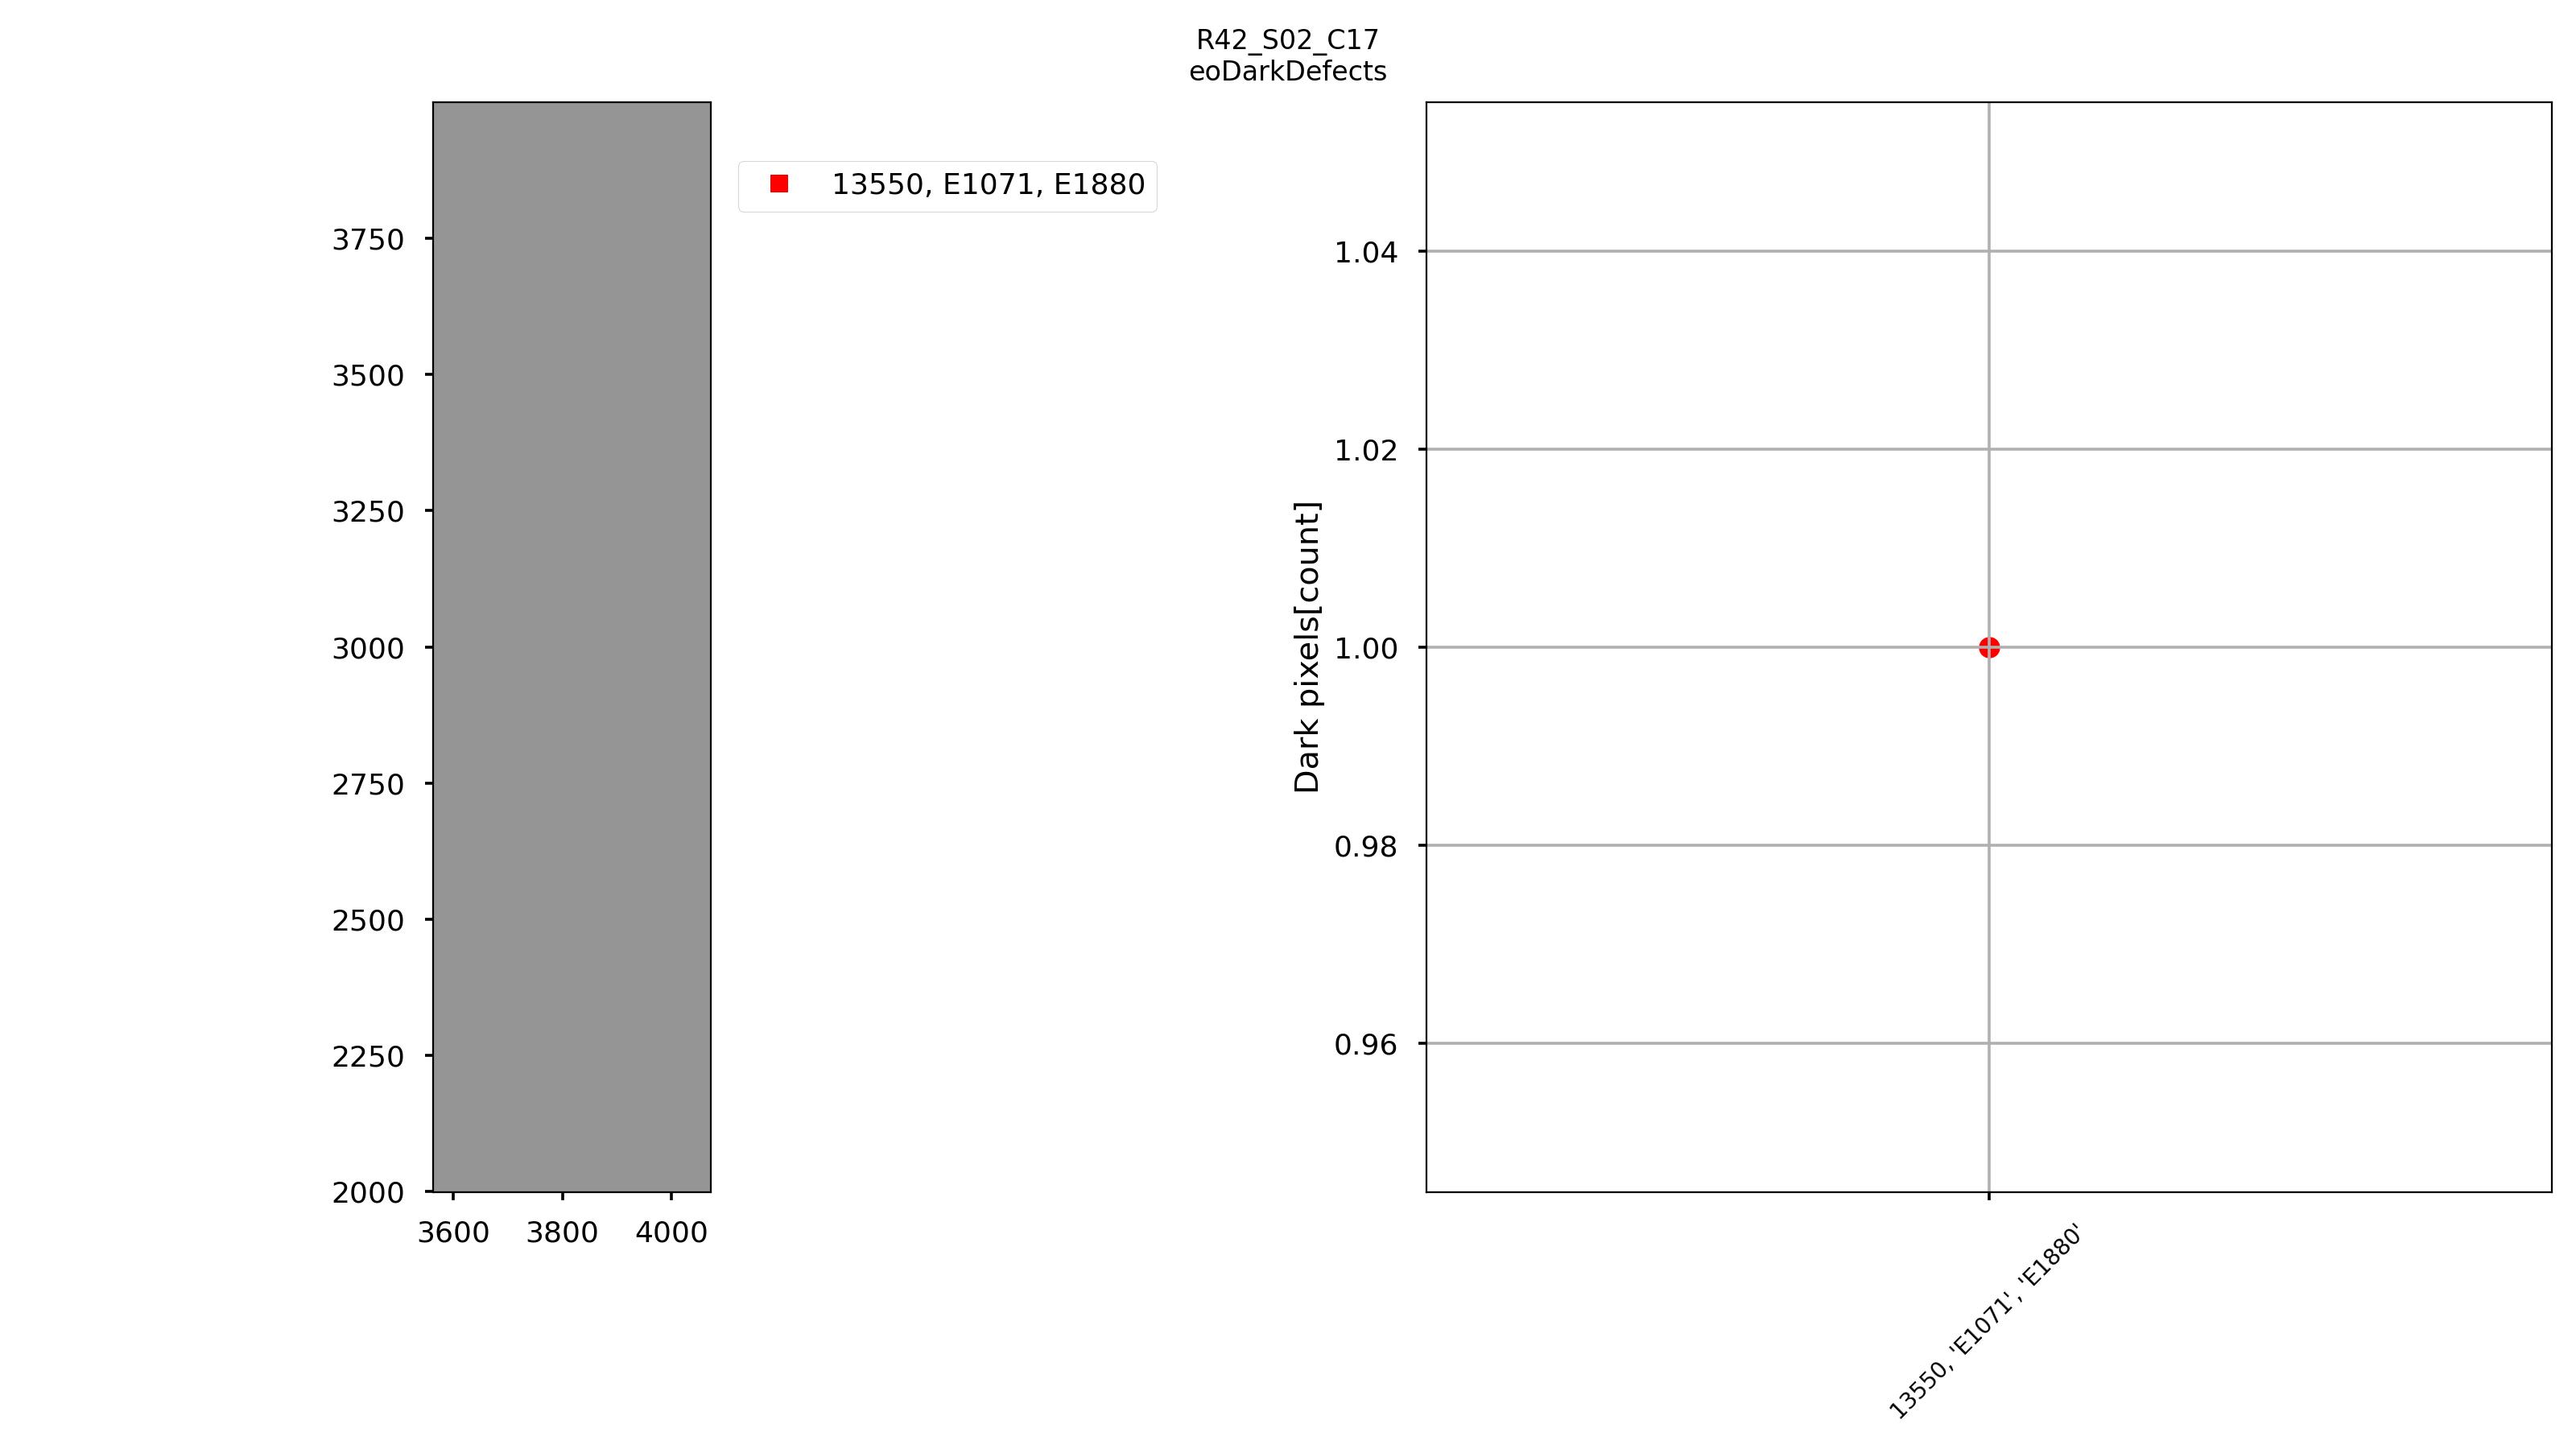 R42_S02_C17
eoDarkDefects
13550, E1071, E1880
3750
3500
3250
3000
2750
2500
2250
2000
3600 3800 4000
Dark pixels[count]
1.04
1.02
1.00
0.98
0.96
13550, 'E1071', 'E1880'